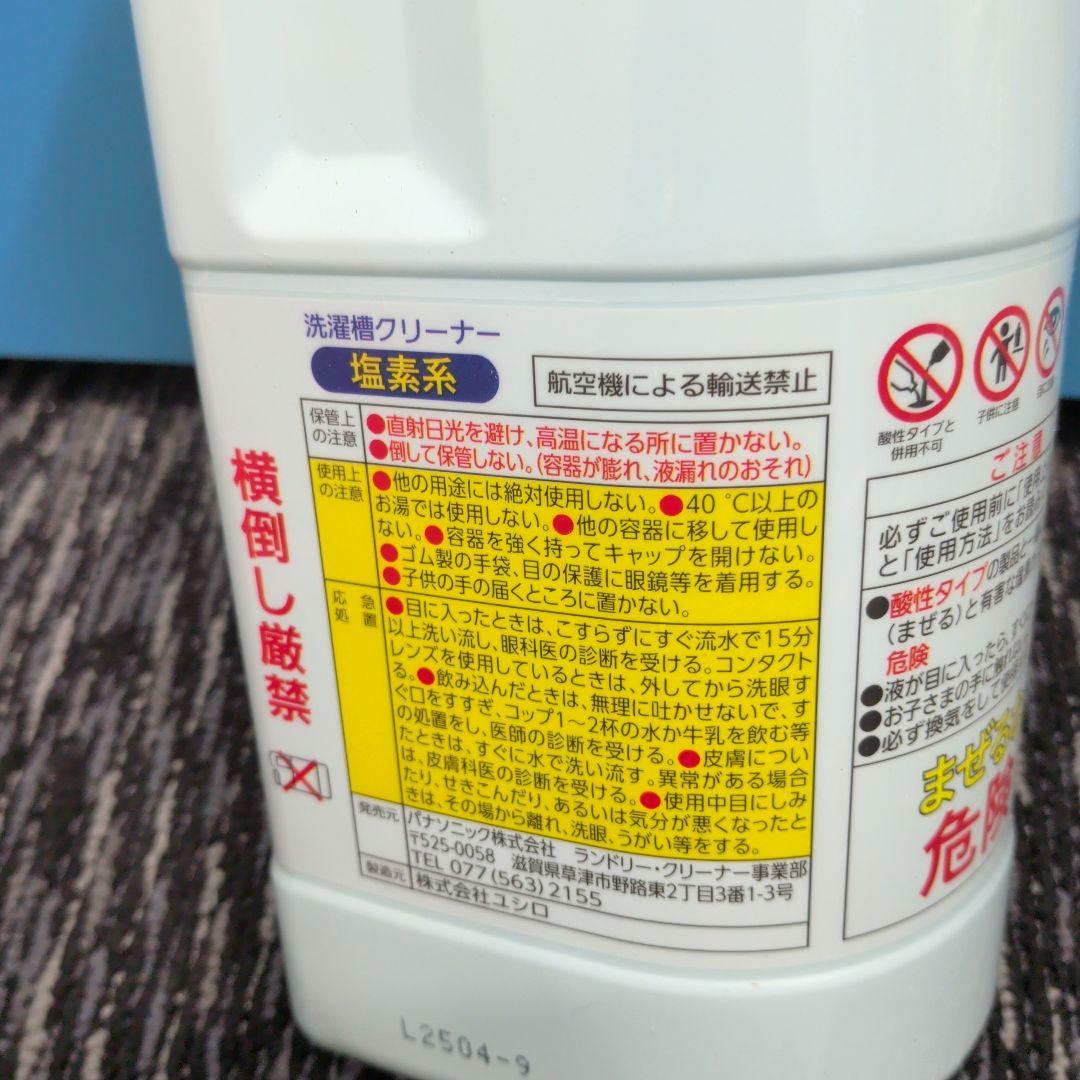 洗濯槽クリーナー
塩素系
航空機による輸送禁止
横倒し厳禁
保管上
の注意
●直射日光を避け、高温になる所に置かない。
●倒して保管しない。(容器が膨れ、液漏れのおそれ)
使用上
の注意
●他の用途には絶対使用しない。●40℃以上の
お湯では使用しない。●他の容器に移して使用し
ない。●容器を強く持ってキャップを開けない。
●ゴム製の手袋、目の保護に眼鏡等を着用する。
●子供の手の届くところに置かない。
応急
処置
●目に入ったときは、こすらずにすぐ流水で15分
以上洗い流し、眼科医の診断を受ける。コンタクト
レンズを使用しているときは、外してから洗眼す
る。●飲み込んだときは、無理に吐かせないで、す
ぐ口をすすぎ、コップ1〜2杯の水か牛乳を飲む等
の処置をし、医師の診断を受ける。●皮膚につい
たときは、すぐに水で洗い流す。異常がある場合
は、皮膚科医の診断を受ける。●使用中目にしみ
たり、せきこんだり、あるいは気分が悪くなったと
きは、その場から離れ、洗眼、うがい等をする。
発売元
パナソニック株式会社 ランドリー・クリーナー事業部
〒525-0058 滋賀県草津市野路東2丁目3番1-3号
TEL 077(563)2155
製造元
株式会社ユシロ
L2504-9
酸性タイプと
併用不可
子供に注意
ご注意
必ずご使用前に「使用
と「使用方法」をお読み
●酸性タイプの製品と一
(まぜる)と有害な塩素
危険
●液が目に入ったら、すぐ
●お子さまの手に触れ
●必ず換気をして使用
まぜるな
危険